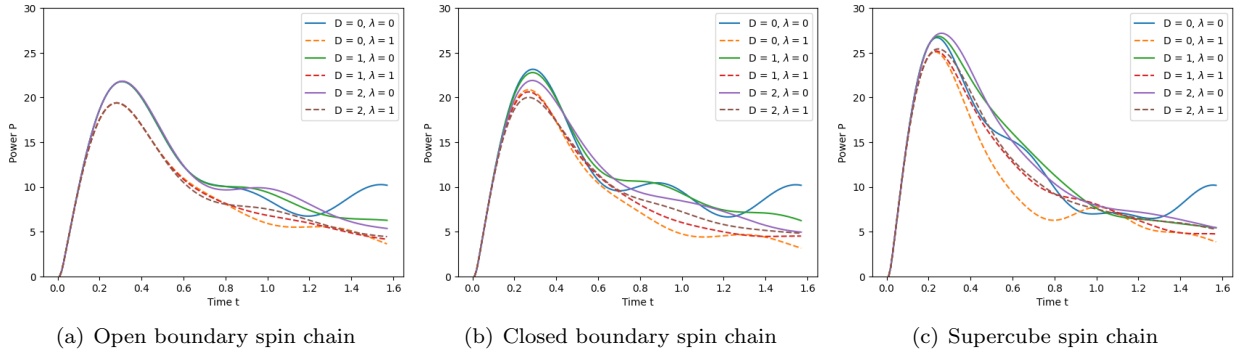 30
25
20
15
10
5
0
Power P
0.0 0.2 0.4 0.6 0.8 1.0 1.2 1.4 1.6
Time t
D = 0, λ = 0
D = 0, λ = 1
D = 1, λ = 0
D = 1, λ = 1
D = 2, λ = 0
D = 2, λ = 1
(a) Open boundary spin chain
30
25
20
15
10
5
0
Power P
0.0 0.2 0.4 0.6 0.8 1.0 1.2 1.4 1.6
Time t
D = 0, λ = 0
D = 0, λ = 1
D = 1, λ = 0
D = 1, λ = 1
D = 2, λ = 0
D = 2, λ = 1
(b) Closed boundary spin chain
30
25
20
15
10
5
0
Power P
0.0 0.2 0.4 0.6 0.8 1.0 1.2 1.4 1.6
Time t
D = 0, λ = 0
D = 0, λ = 1
D = 1, λ = 0
D = 1, λ = 1
D = 2, λ = 0
D = 2, λ = 1
(c) Supercube spin chain